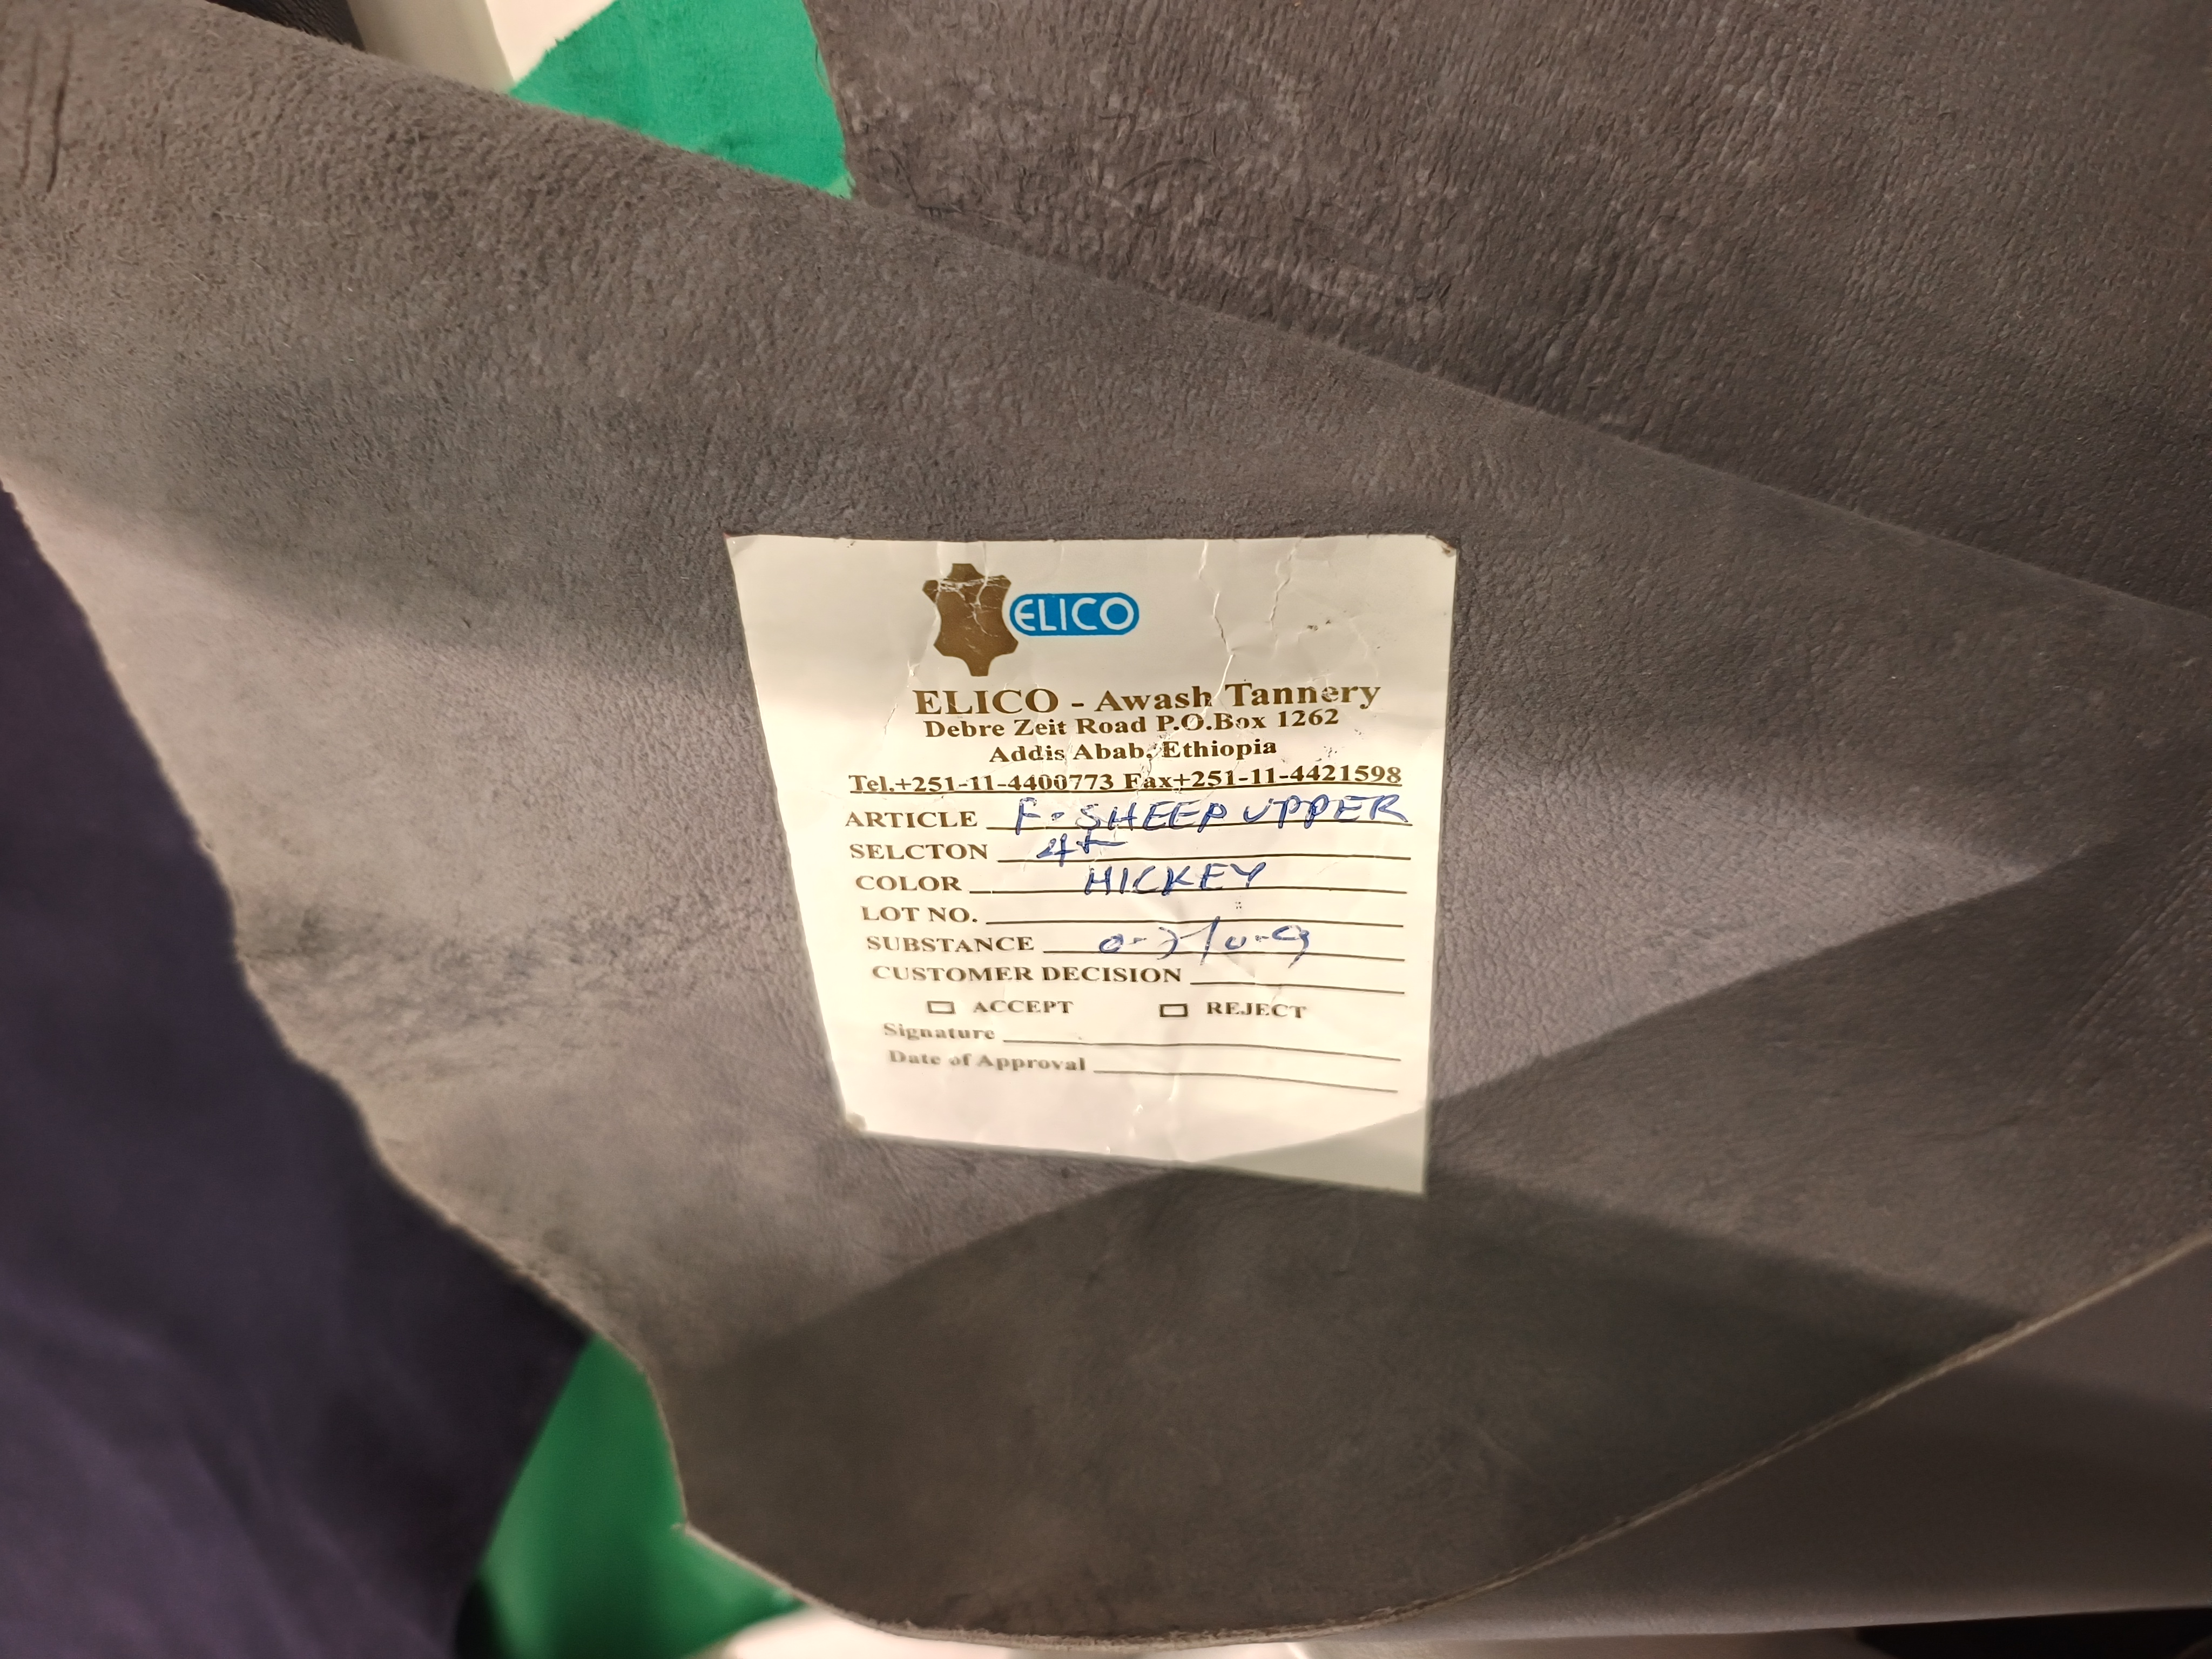 ELICO
ELICO - Awash Tannery
Debre Zeit Road P.O.Box 1262
Addis Abab, Ethiopia
Tel.+251-11-4400773 Fax+251-11-4421598
ARTICLE F. SHEEP UPPER
SELCTON
COLOR HICKEY
LOT NO.
SUBSTANCE 0.7/0.9
CUSTOMER DECISION
ACCEPT REJECT
Signature
Date of Approval